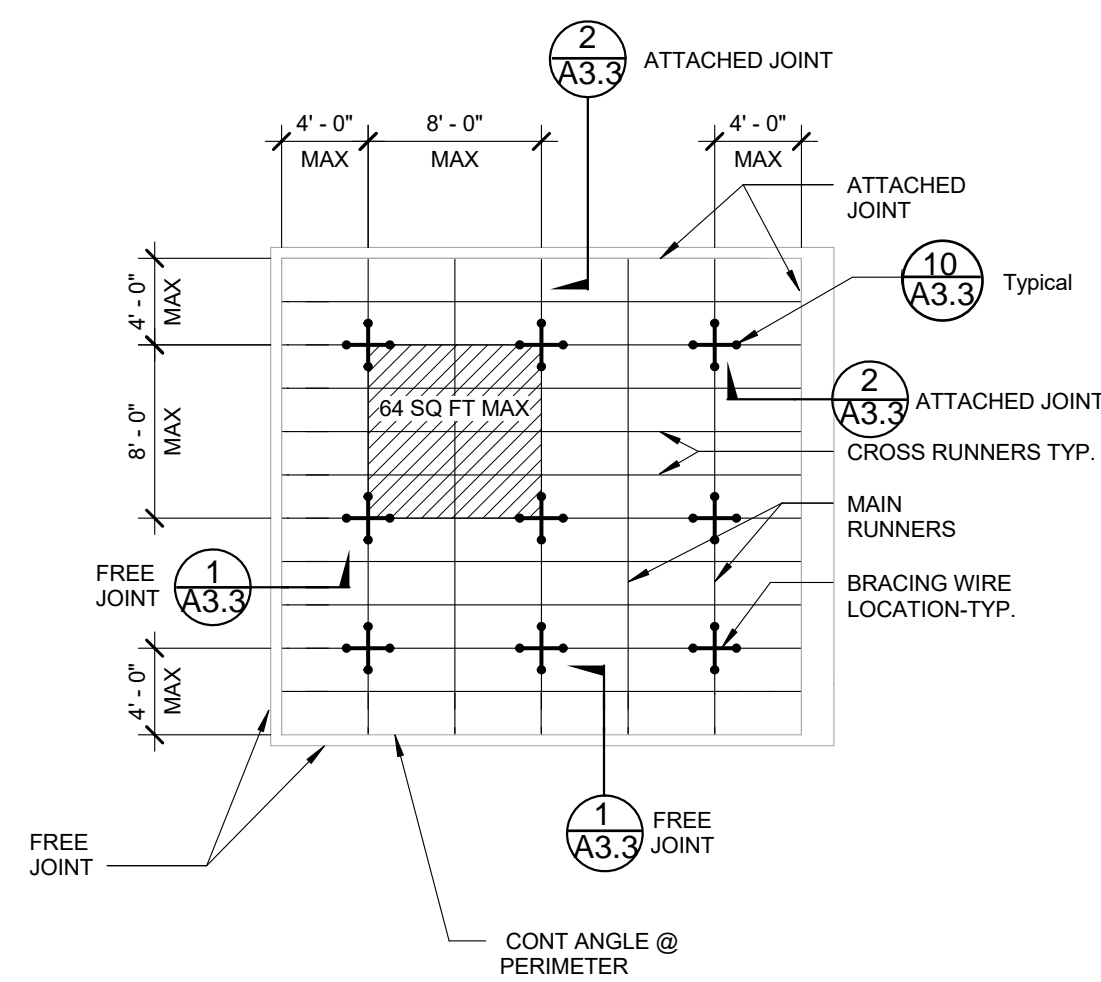 2
A3.3
ATTACHED JOINT
4' - 0"
MAX
8' - 0"
MAX
4' - 0"
MAX
ATTACHED
JOINT
10
A3.3
Typical
4' - 0"
MAX
8' - 0"
MAX
64 SQ FT MAX
2
A3.3
ATTACHED JOINT
CROSS RUNNERS TYP.
MAIN
RUNNERS
BRACING WIRE
LOCATION-TYP.
FREE
JOINT
1
A3.3
4' - 0"
MAX
FREE
JOINT
1
A3.3
FREE
JOINT
CONT ANGLE @
PERIMETER